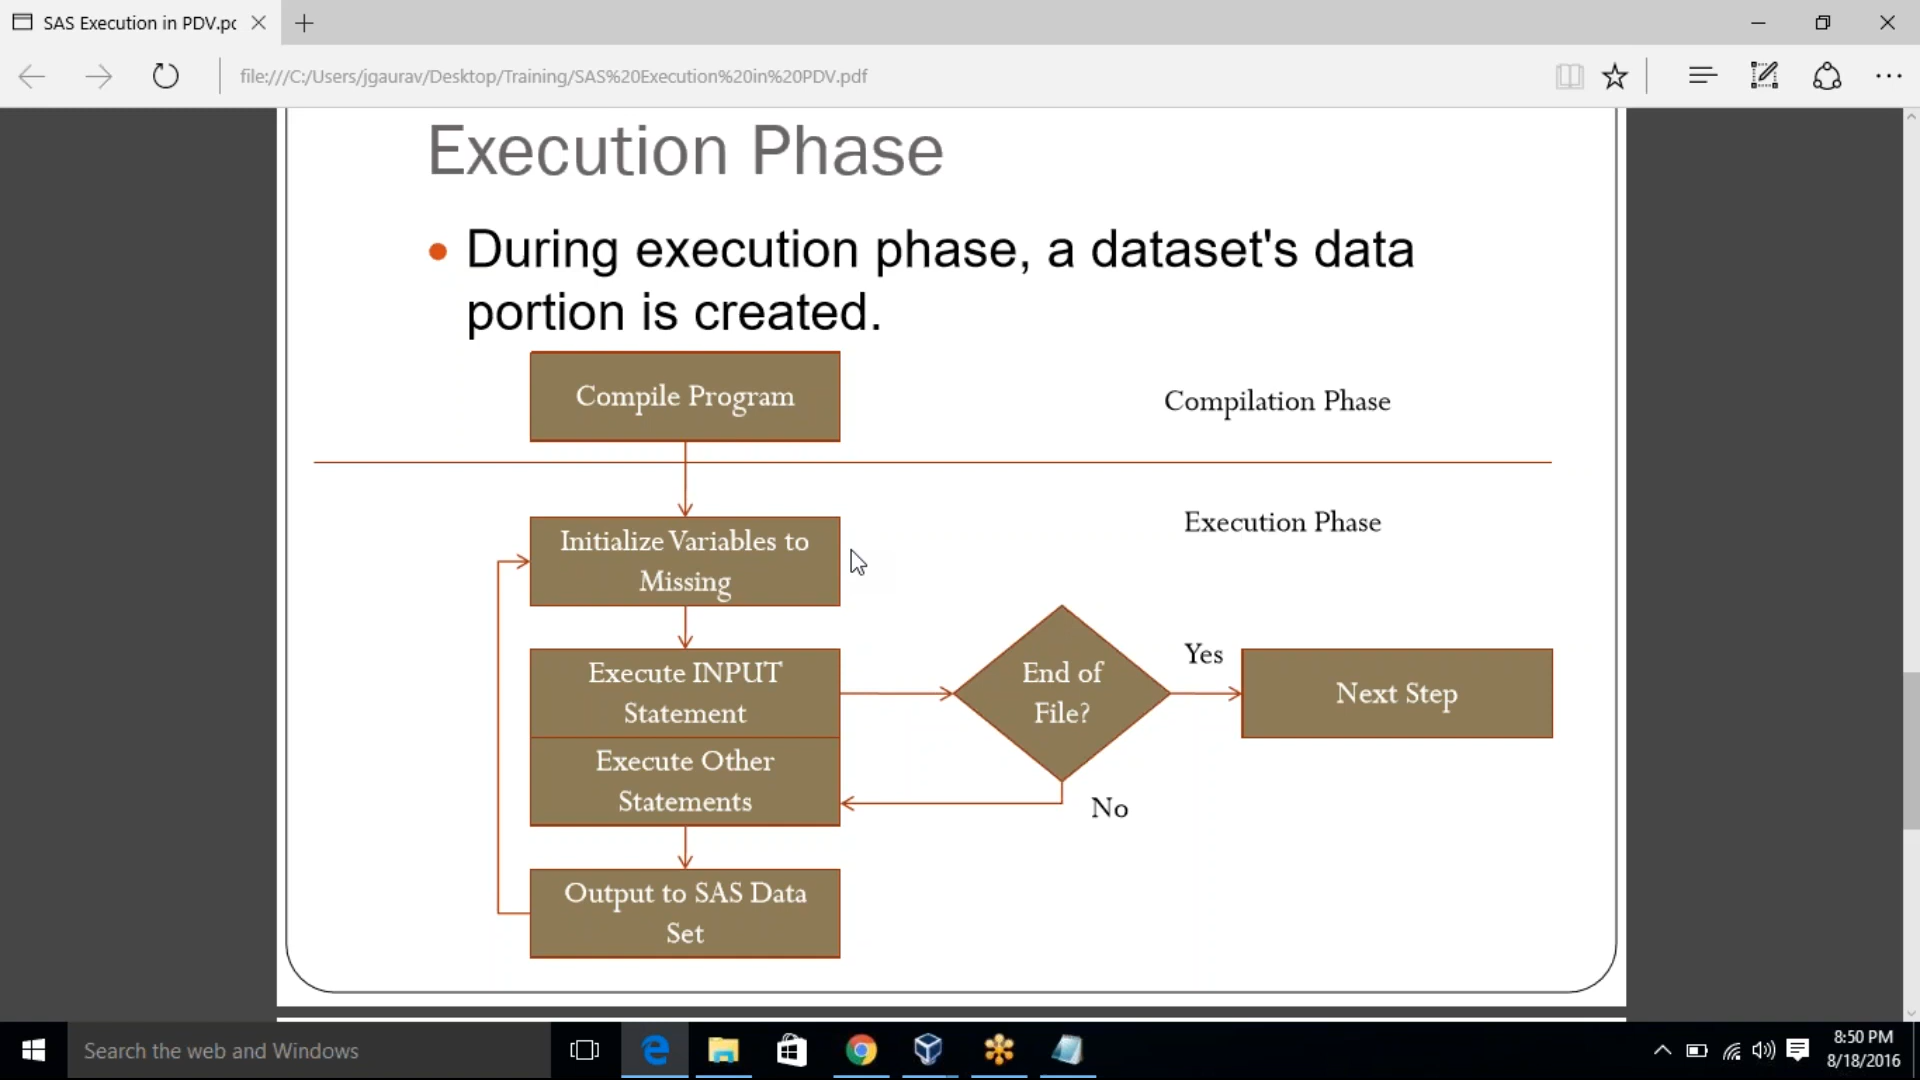 SAS Execution in PDV.pc
file:///C:/Users/jgaurav/Desktop/Training/SAS%20Execution%20in%20PDV.pdf
Execution Phase
During execution phase, a dataset's data
portion is created.
Compile Program
Compilation Phase
Execution Phase
Initialize Variables to
Missing
Execute INPUT
Statement
End of
File?
Yes
Next Step
Execute Other
Statements
No
Output to SAS Data
Set
Search the web and Windows
8:50 PM
8/18/2016